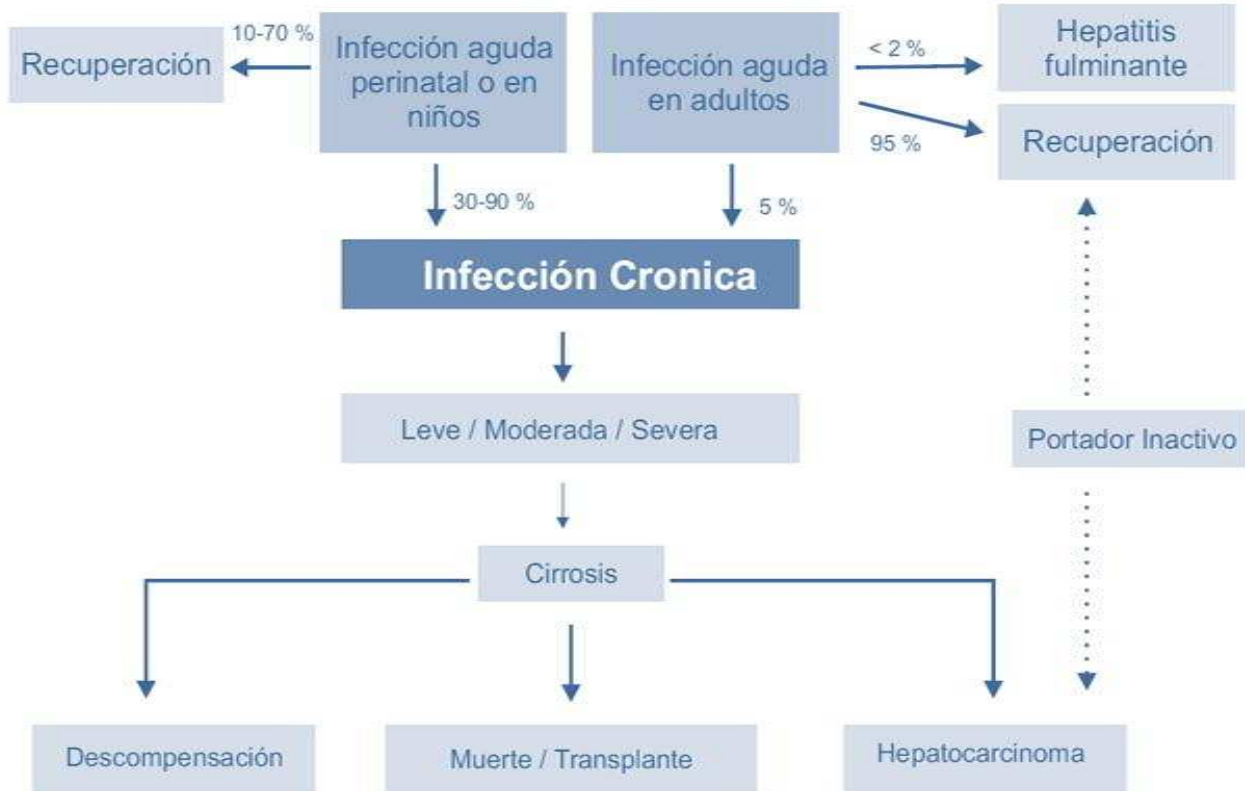 10-70 %
Recuperación
Infección aguda
perinatal o en
niños
Infección aguda
en adultos
< 2 %
Hepatitis
fulminante
95 %
Recuperación
30-90 %
5 %
Infección Cronica
Leve / Moderada / Severa
Portador Inactivo
Cirrosis
Descompensación
Muerte / Transplante
Hepatocarcinoma